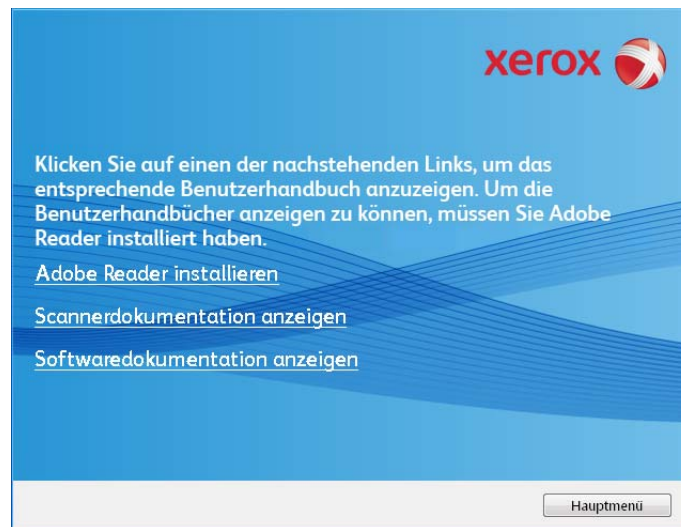 xerox
Klicken Sie auf einen der nachstehenden Links, um das
entsprechende Benutzerhandbuch anzuzeigen. Um die
Benutzerhandbücher anzeigen zu können, müssen Sie Adobe
Reader installiert haben.
Adobe Reader installieren
Scannerdokumentation anzeigen
Softwaredokumentation anzeigen
Hauptmenü